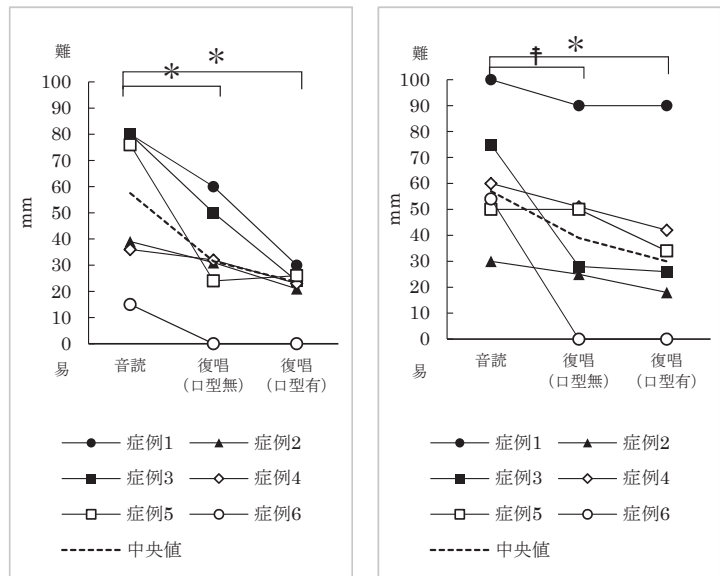 難
＊
＊
100
90
80
70
60
50
40
30
20
10
0
mm
易
音読
復唱
（口型無）
復唱
（口型有）
症例1
症例2
症例3
症例4
症例5
症例6
中央値
難
＊
†
100
90
80
70
60
50
40
30
20
10
0
mm
易
音読
復唱
（口型無）
復唱
（口型有）
症例1
症例2
症例3
症例4
症例5
症例6
中央値